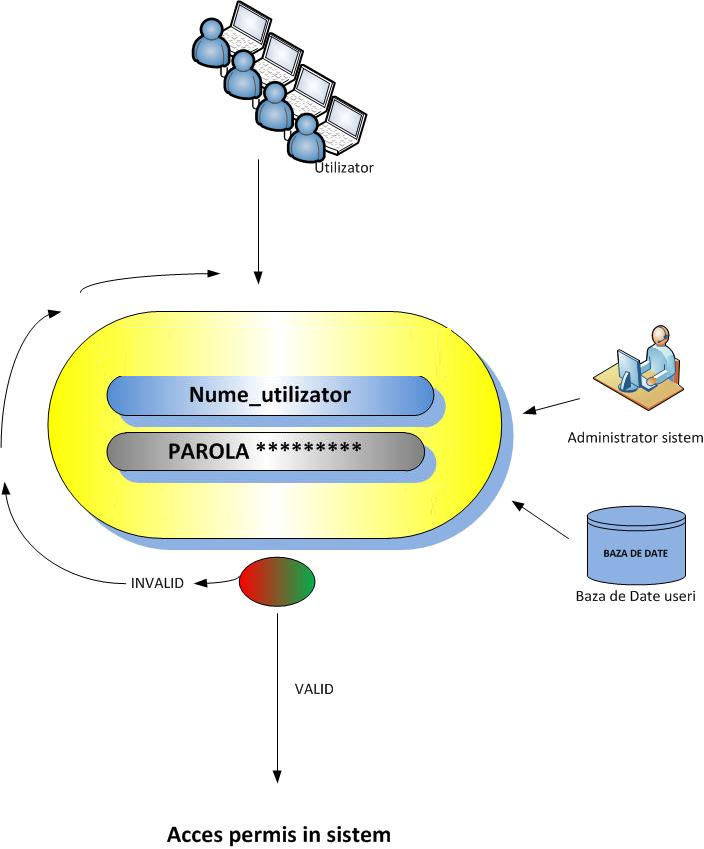 Utilizator
Nume_utilizator
PAROLA *********
Administrator sistem
BAZA DE DATE
Baza de Date useri
INVALID
VALID
Acces permis in sistem